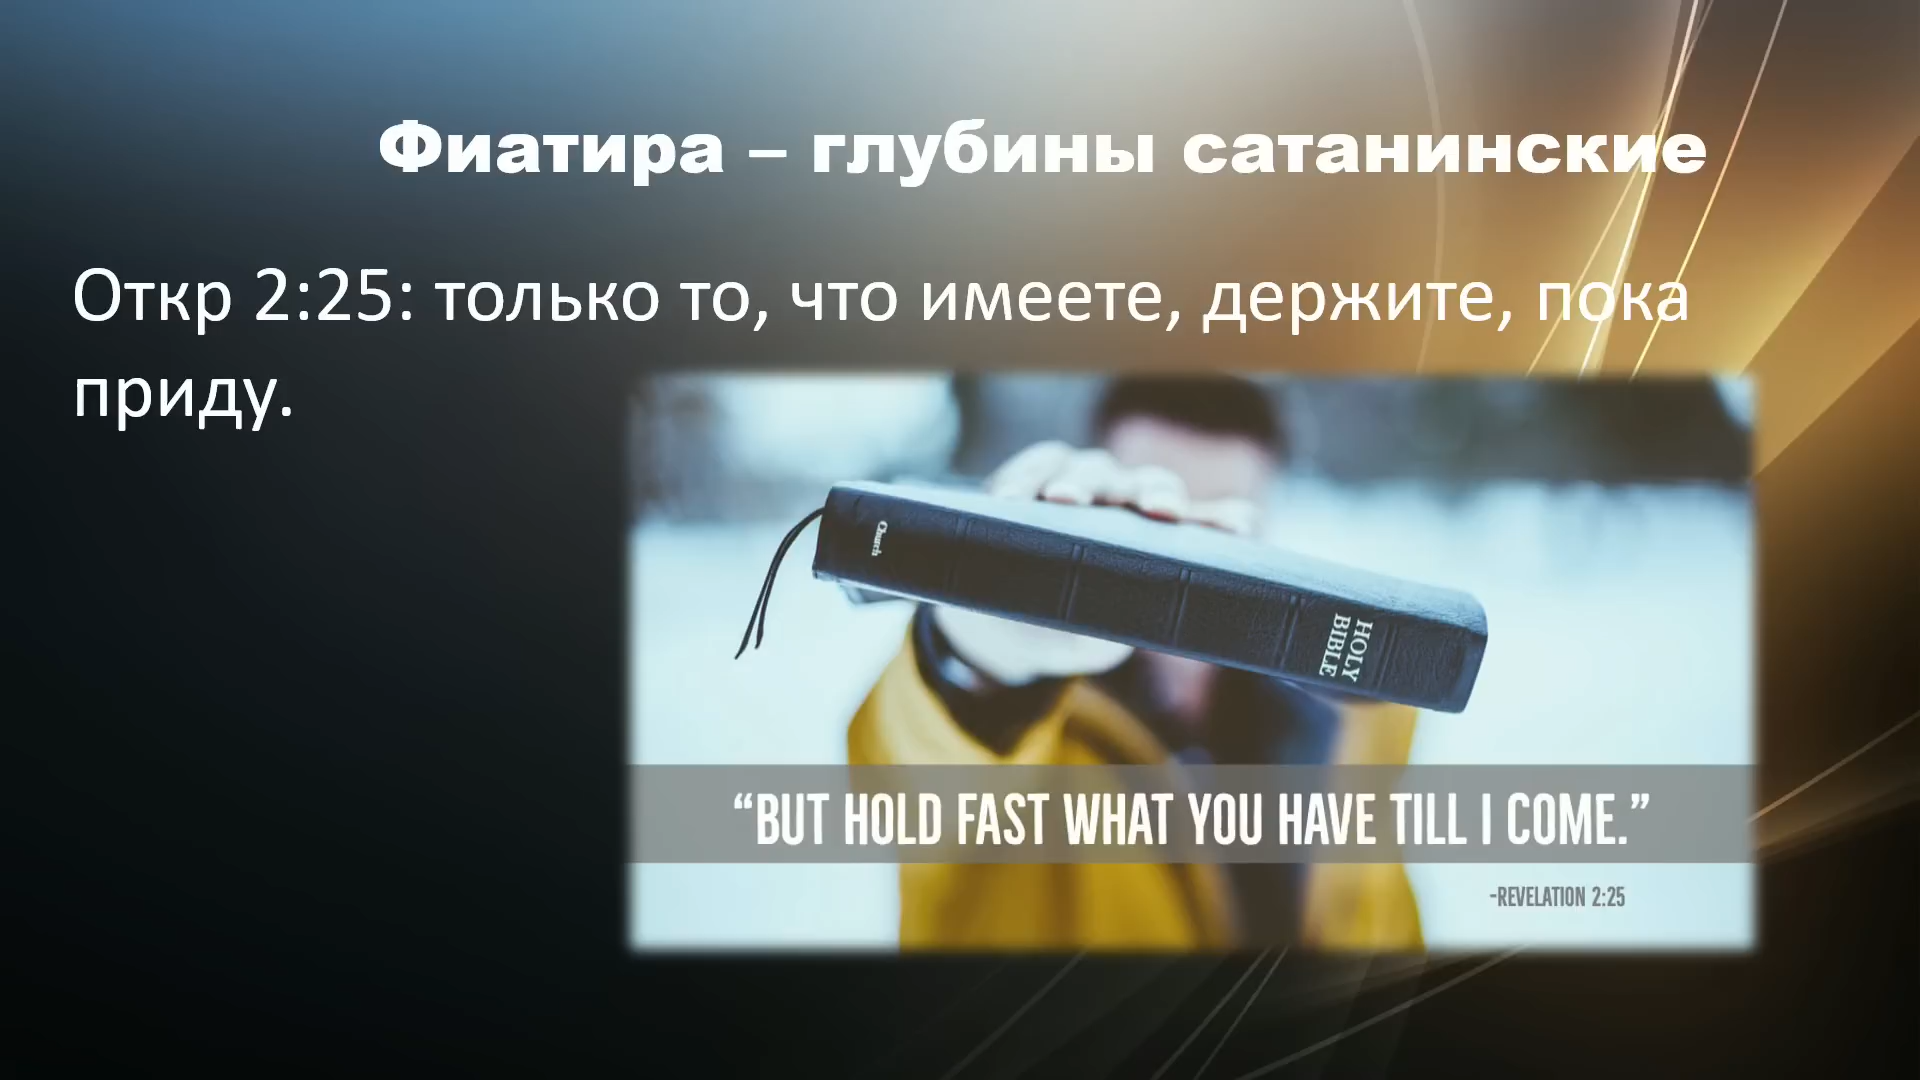 Фиатира – глубины сатанинские
Откр 2:25: только то, что имеете, держите, пока
приду.
Church
HOLY
BIBLE
“BUT HOLD FAST WHAT YOU HAVE TILL I COME.”
-REVELATION 2:25